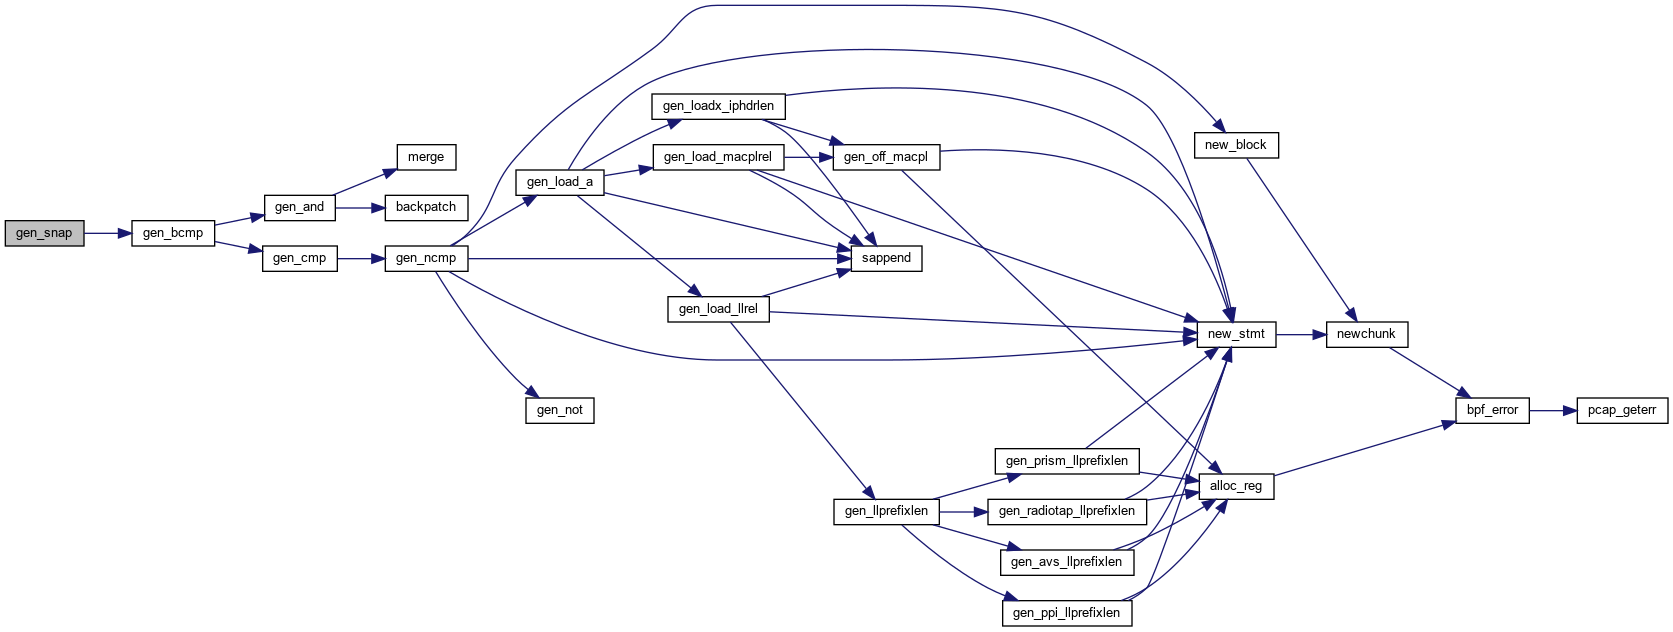 gen_snap
gen_bcmp
gen_and
gen_cmp
merge
backpatch
gen_ncmp
gen_load_a
gen_not
gen_loadx_iphdrlen
gen_load_macplrel
gen_load_llrel
gen_off_macpl
sappend
gen_llprefixlen
gen_prism_llprefixlen
gen_radiotap_llprefixlen
gen_avs_llprefixlen
gen_ppi_llprefixlen
new_block
new_stmt
alloc_reg
newchunk
bpf_error
pcap_geterr